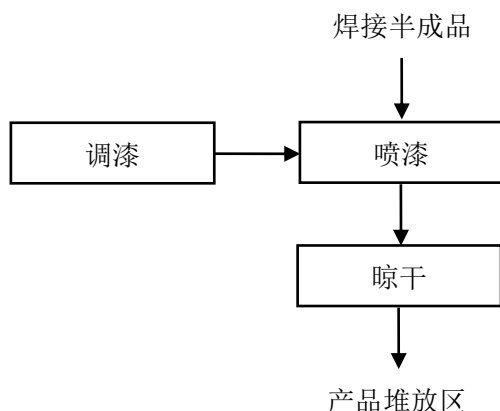 焊接半成品
调漆
喷漆
晾干
产品堆放区